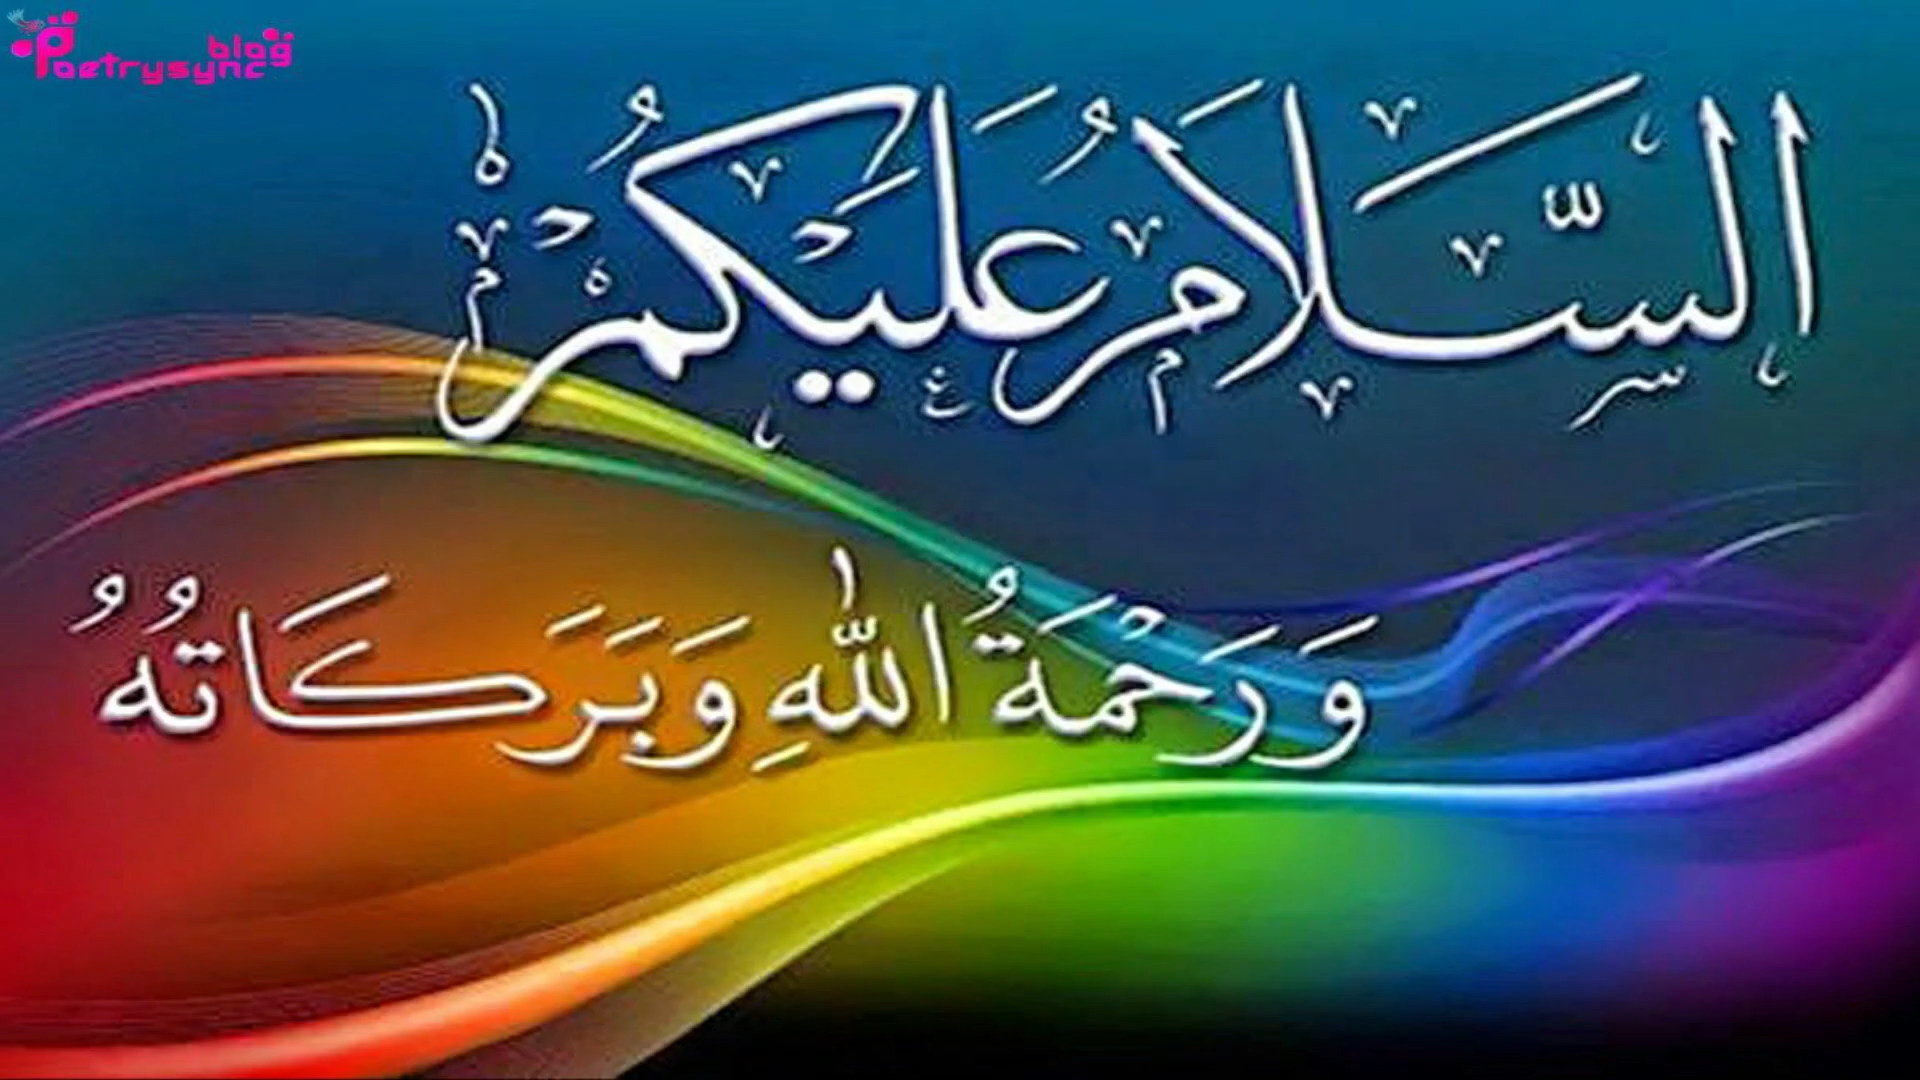 Poetrysync blog
السَّلَامُ عَلَيْكُمْ
وَرَحْمَةُ اللّٰهِ وَبَرَكَاتُهُ